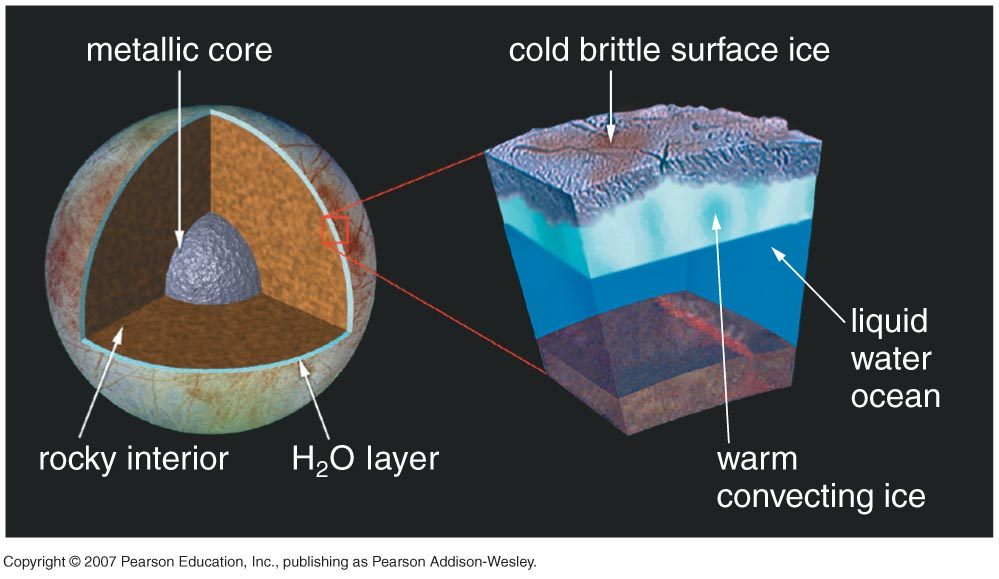 metallic core
cold brittle surface ice
liquid
water
ocean
rocky interior
H₂O layer
warm
convecting ice
Copyright © 2007 Pearson Education, Inc., publishing as Pearson Addison-Wesley.